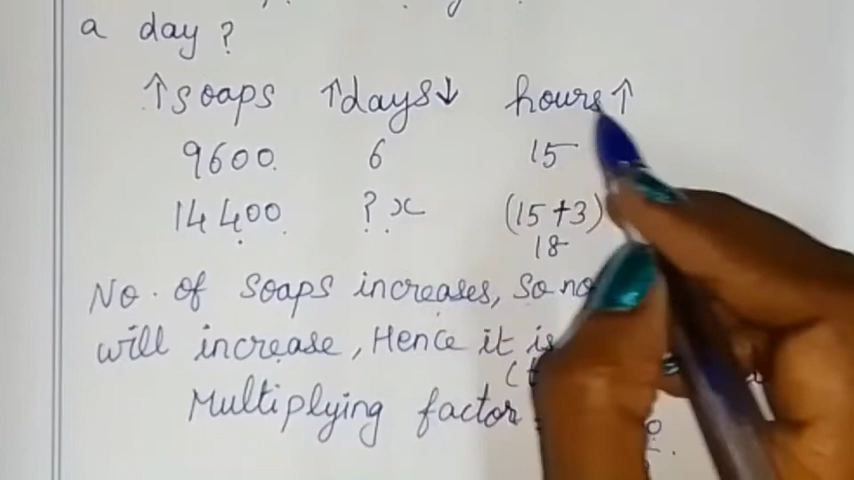 a day?
↑soaps ↑days↓ hours↑
9600 6 15
14400 ? x (15+3)
18
No. of soaps increases, so no
will increase, Hence it is
(
Multiplying factor